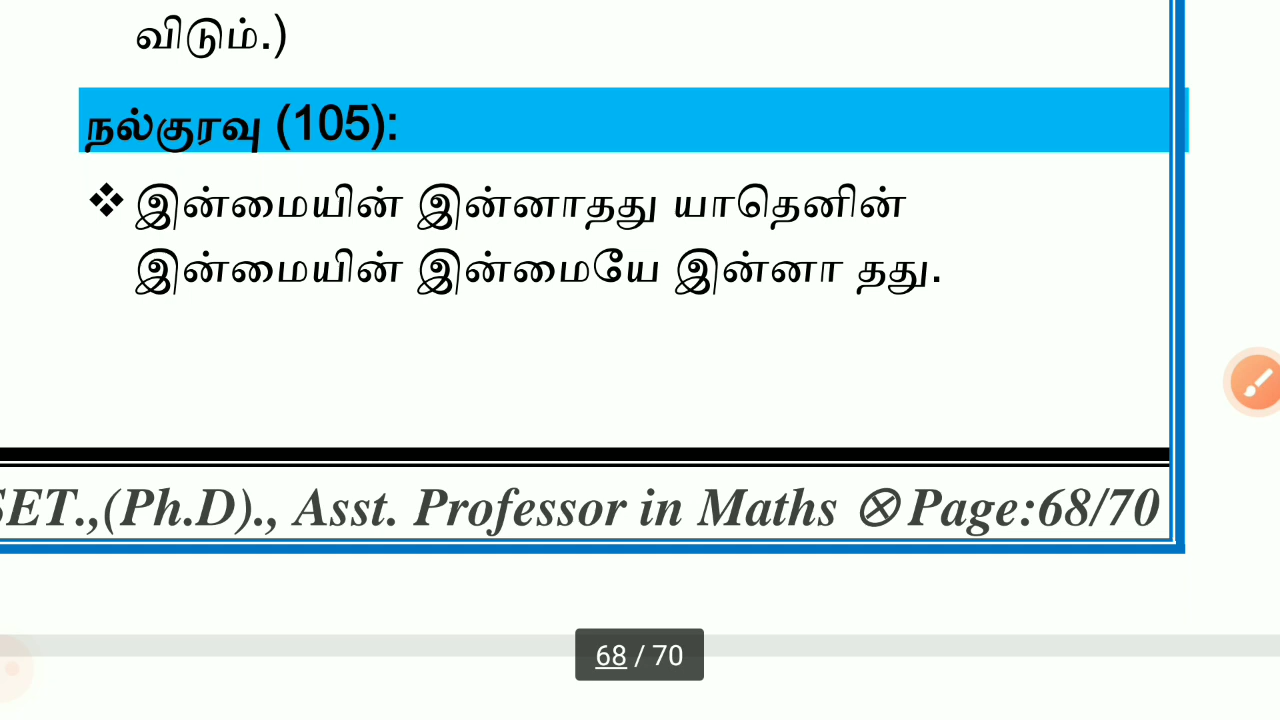 விடும்.)
நல்குரவு (105):
❖ இன்மையின் இன்னாதது யாதெனின்
இன்மையின் இன்மையே இன்னா தது.
SET.,(Ph.D)., Asst. Professor in Maths ⊗ Page:68/70
68 / 70